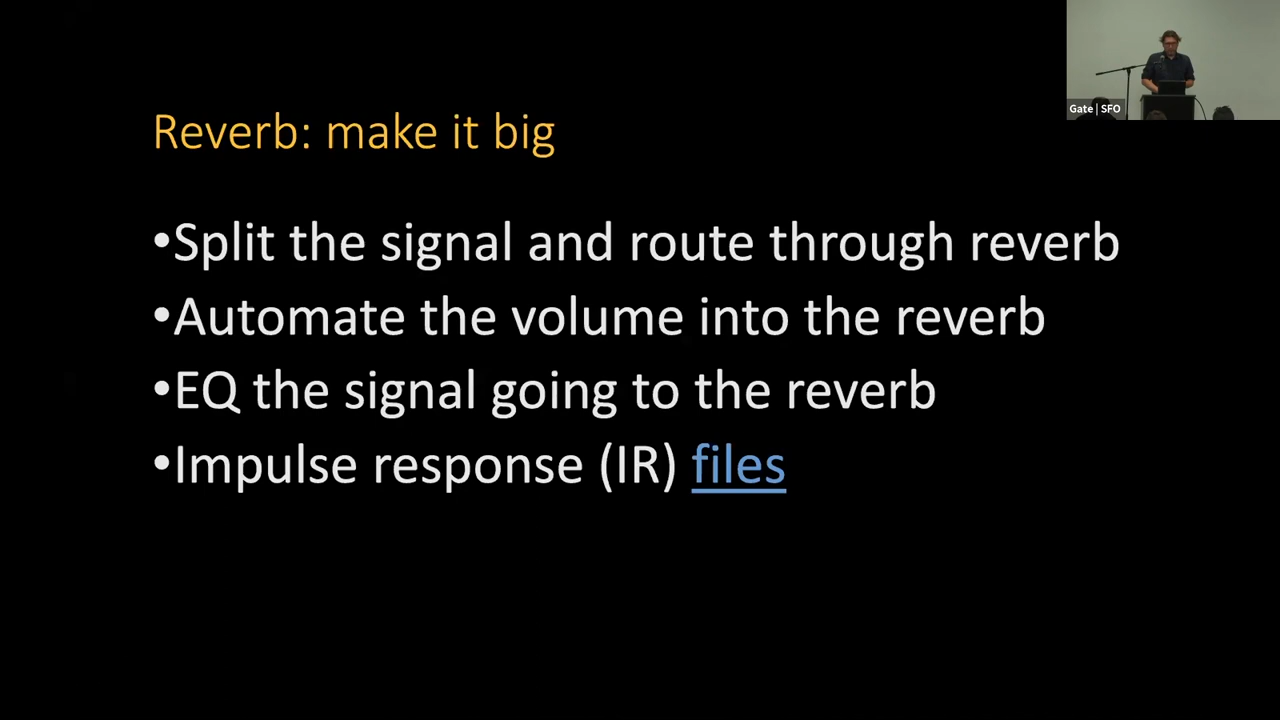 Gate | SFO
Reverb: make it big
•Split the signal and route through reverb
•Automate the volume into the reverb
•EQ the signal going to the reverb
•Impulse response (IR) files